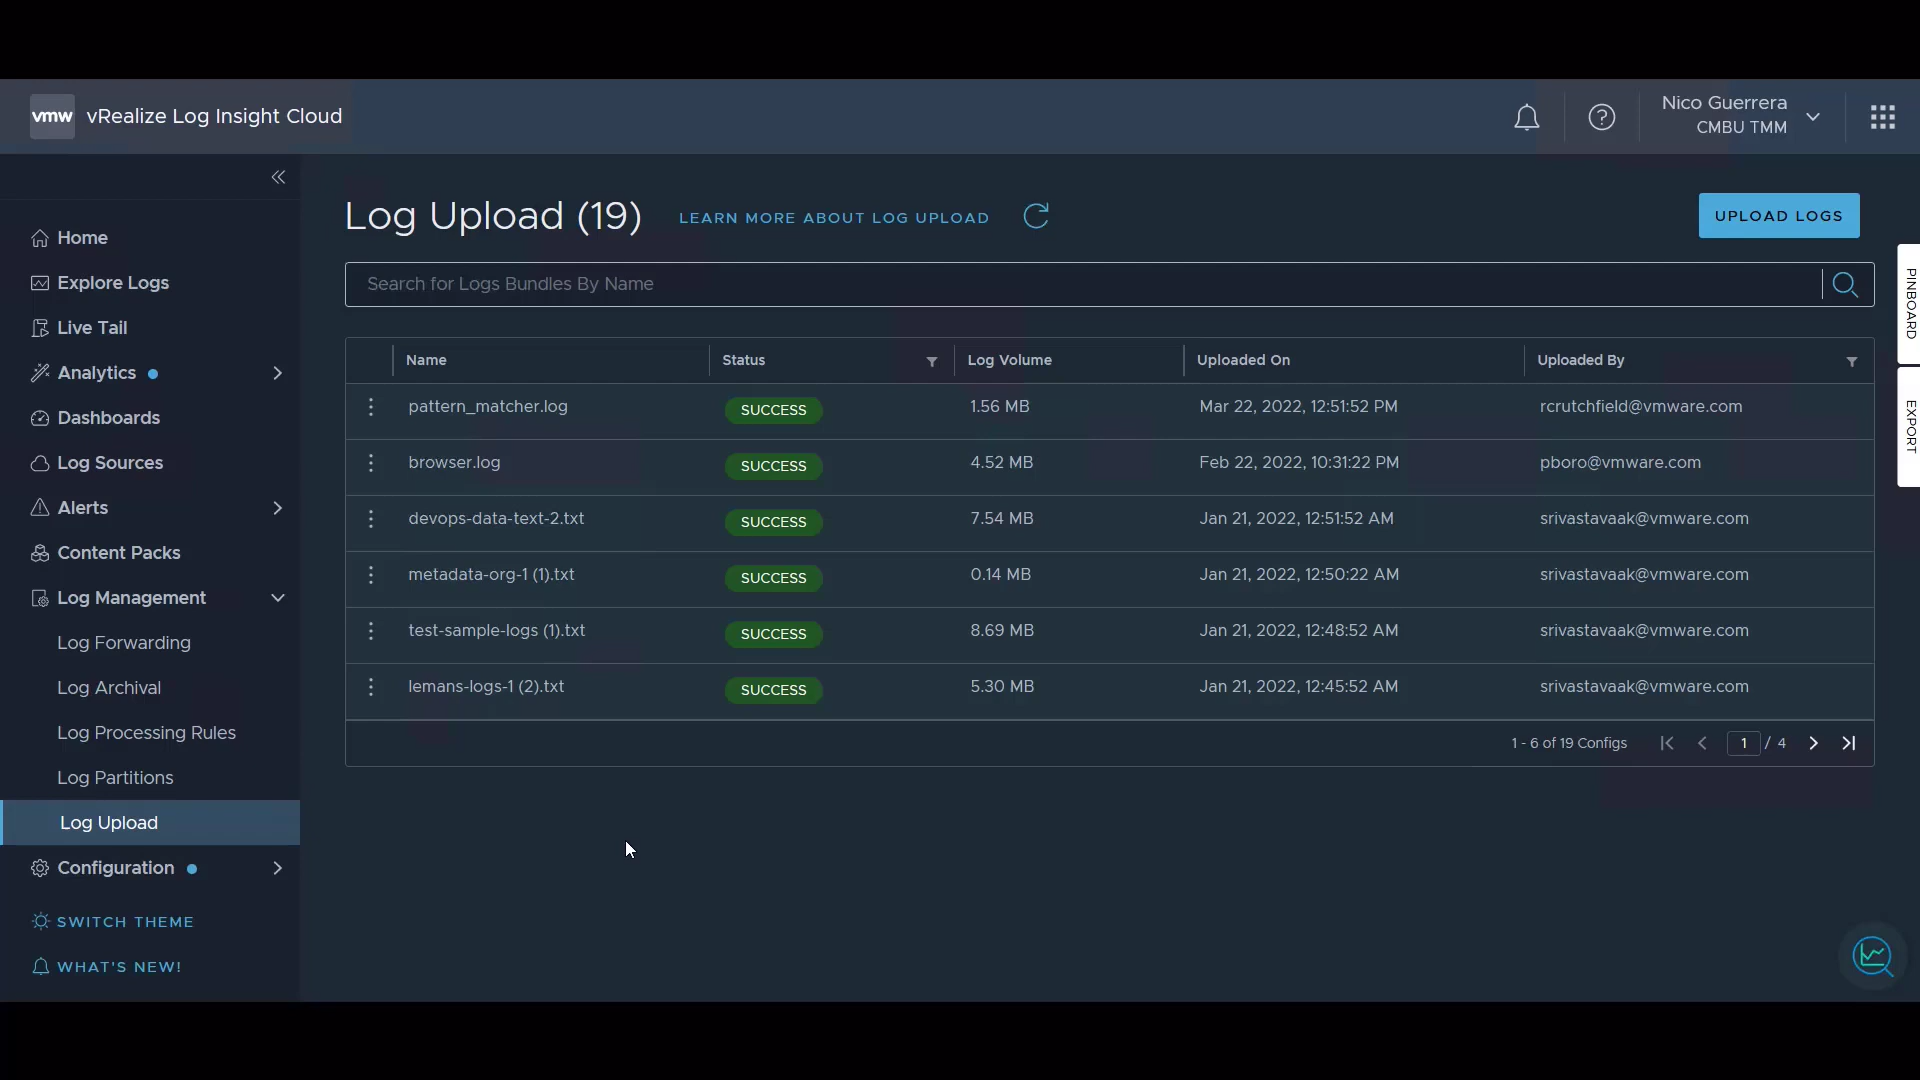 vmw vRealize Log Insight Cloud
Nico Guerrera
CMBU TMM
Home
Explore Logs
Live Tail
Analytics
Dashboards
Log Sources
Alerts
Content Packs
Log Management
Log Forwarding
Log Archival
Log Processing Rules
Log Partitions
Log Upload
Configuration
SWITCH THEME
WHAT'S NEW!
Log Upload (19) LEARN MORE ABOUT LOG UPLOAD UPLOAD LOGS
Search for Logs Bundles By Name
Name Status Log Volume Uploaded On Uploaded By
pattern_matcher.log SUCCESS 1.56 MB Mar 22, 2022, 12:51:52 PM rcrutchfield@vmware.com
browser.log SUCCESS 4.52 MB Feb 22, 2022, 10:31:22 PM pboro@vmware.com
devops-data-text-2.txt SUCCESS 7.54 MB Jan 21, 2022, 12:51:52 AM srivastavaak@vmware.com
metadata-org-1 (1).txt SUCCESS 0.14 MB Jan 21, 2022, 12:50:22 AM srivastavaak@vmware.com
test-sample-logs (1).txt SUCCESS 8.69 MB Jan 21, 2022, 12:48:52 AM srivastavaak@vmware.com
lemans-logs-1 (2).txt SUCCESS 5.30 MB Jan 21, 2022, 12:45:52 AM srivastavaak@vmware.com
1 - 6 of 19 Configs 1 / 4
PINBOARD
EXPORT